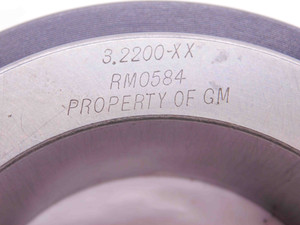 3.2200-XX
RM0584
PROPERTY OF GM